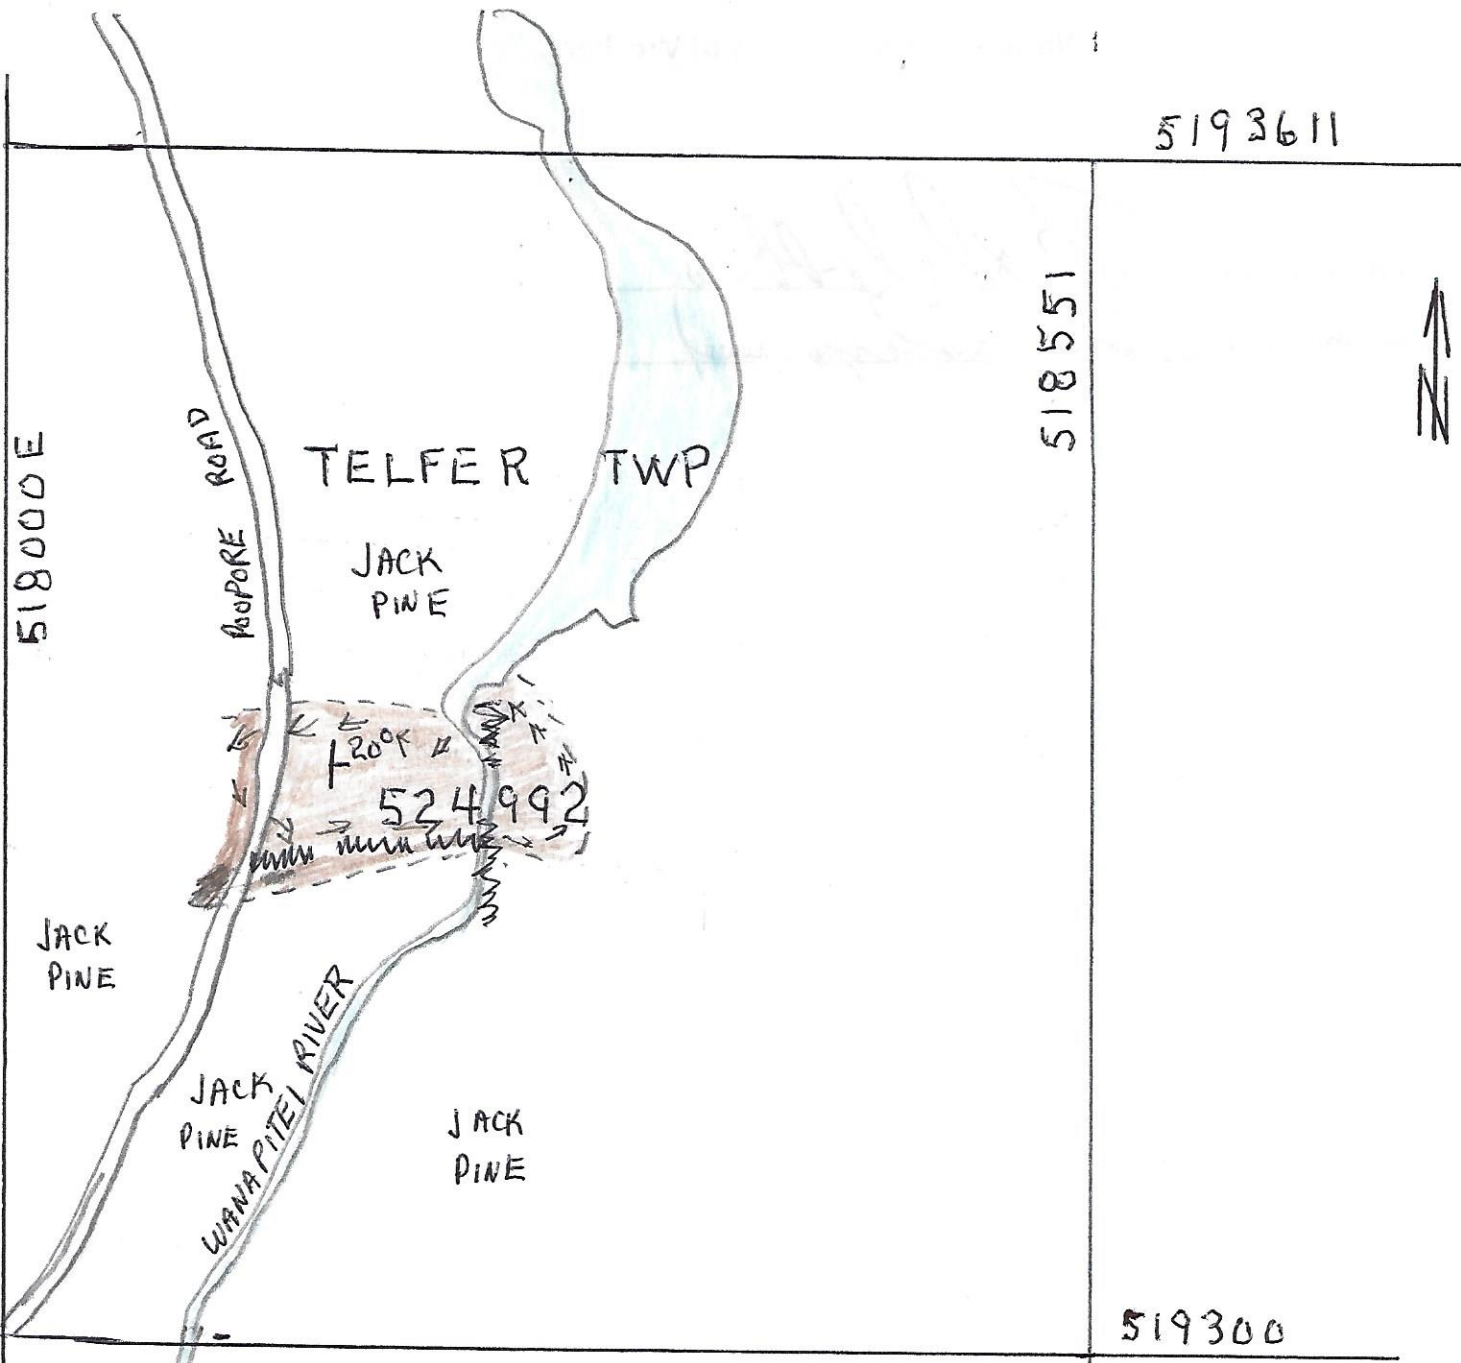 5193611
518551
N
518000E
ROAD
TELFER TWP
JACK
PINE
20°
524992
JACK
PINE
WANAPITEI RIVER
JACK
PINE
JACK
PINE
519300